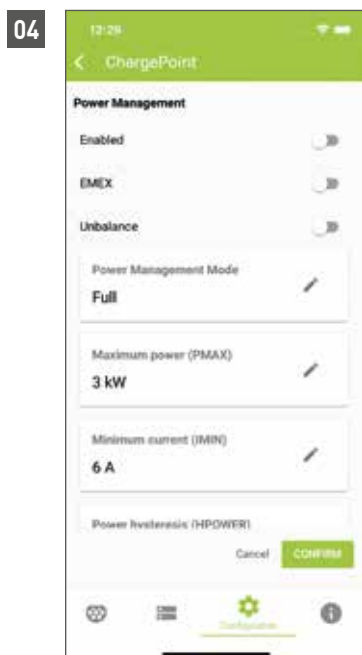 04
12:29
ChargePoint
Power Management
Enabled
EMEX
Unbalance
Power Management Mode
Full
Maximum power (PMAX)
3 kW
Minimum current (IMIN)
6 A
Power hysteresis (HPOWER)
Cancel CONFIRM
Configuration